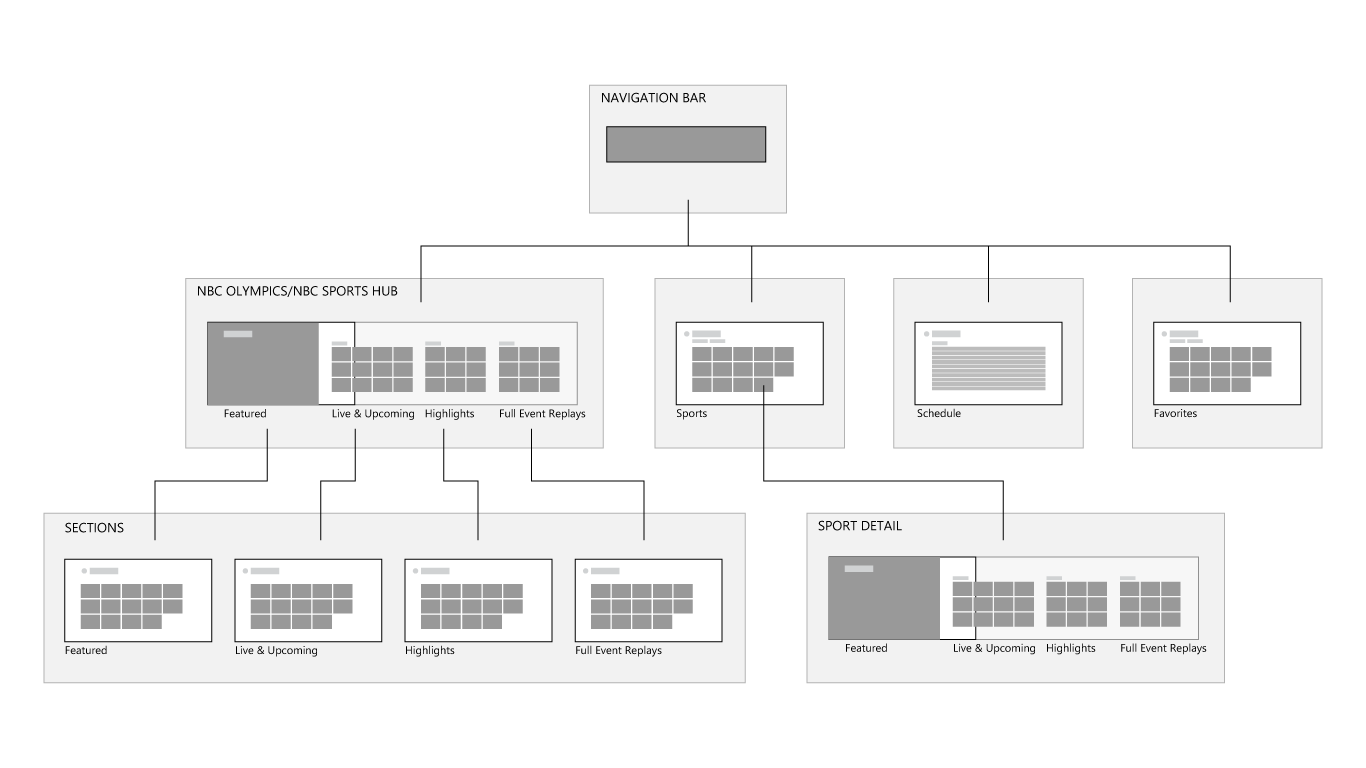 NAVIGATION BAR
NBC OLYMPICS/NBC SPORTS HUB
Featured
Live & Upcoming
Highlights
Full Event Replays
Sports
Schedule
Favorites
SECTIONS
Featured
Live & Upcoming
Highlights
Full Event Replays
SPORT DETAIL
Featured
Live & Upcoming
Highlights
Full Event Replays